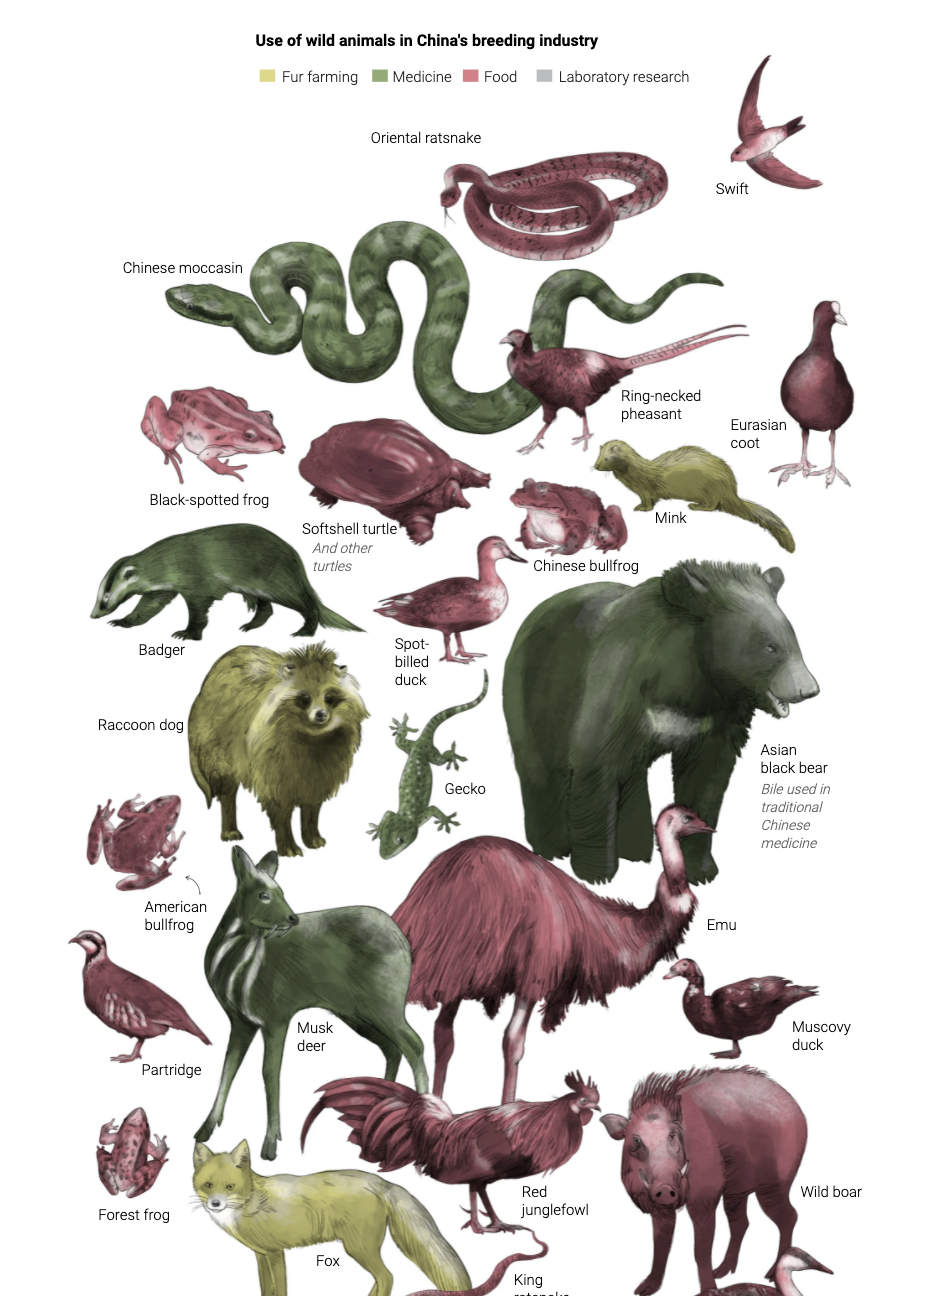 Use of wild animals in China's breeding industry
Fur farming
Medicine
Food
Laboratory research
Oriental ratsnake
Swift
Chinese moccasin
Ring-necked
pheasant
Eurasian
coot
Black-spotted frog
Softshell turtle
And other
turtles
Mink
Chinese bullfrog
Badger
Spot-
billed
duck
Raccoon dog
Gecko
Asian
black bear
Bile used in
traditional
Chinese
medicine
American
bullfrog
Emu
Musk
deer
Muscovy
duck
Partridge
Red
junglefowl
Wild boar
Forest frog
Fox
King